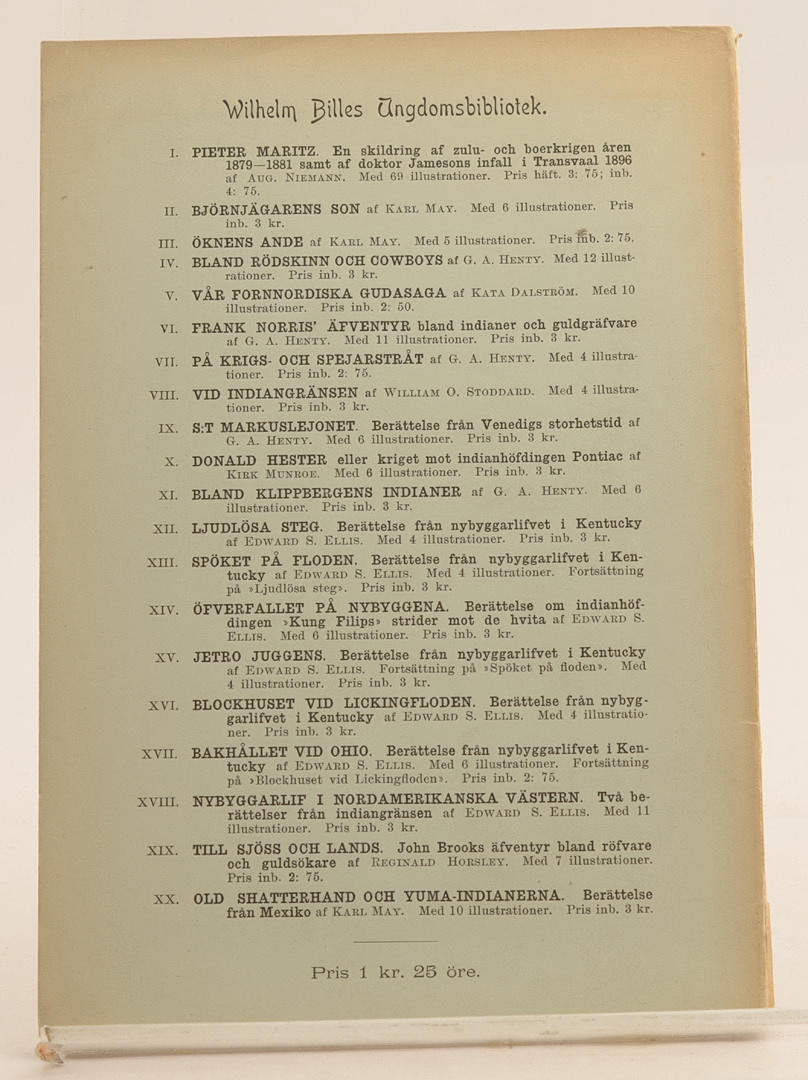 Wilhelm Billes Ungdomsbibliotek.
I. PIETER MARITZ. En skildring af zulu- och boerkrigen åren
1879—1881 samt af doktor Jamesons infall i Transvaal 1896
af AUG. NIEMANN. Med 69 illustrationer. Pris häft. 3: 75; inb.
4: 75.
II. BJÖRNJÄGARENS SON af KARL MAY. Med 6 illustrationer. Pris
inb. 3 kr.
III. ÖKNENS ANDE af KARL MAY. Med 5 illustrationer. Pris inb. 2: 75.
IV. BLAND RÖDSKINN OCH COWBOYS af G. A. HENTY. Med 12 illust-
rationer. Pris inb. 3 kr.
V. VÅR FORNNORDISKA GUDASAGA af KATA DALSTRÖM. Med 10
illustrationer. Pris inb. 2: 50.
VI. FRANK NORRIS' ÄFVENTYR bland indianer och guldgräfvare
af G. A. HENTY. Med 11 illustrationer. Pris inb. 3 kr.
VII. PÅ KRIGS- OCH SPEJARSTRÅT af G. A. HENTY. Med 4 illustra-
tioner. Pris inb. 2: 75.
VIII. VID INDIANGRÄNSEN af WILLIAM O. STODDARD. Med 4 illustra-
tioner. Pris inb. 3 kr.
IX. S:T MARKUSLEJONET. Berättelse från Venedigs storhetstid af
G. A. HENTY. Med 6 illustrationer. Pris inb. 3 kr.
X. DONALD HESTER eller kriget mot indianhöfdingen Pontiac af
KIRK MUNROE. Med 6 illustrationer. Pris inb. 3 kr.
XI. BLAND KLIPPBERGENS INDIANER af G. A. HENTY. Med 6
illustrationer. Pris inb. 3 kr.
XII. LJUDLÖSA STEG. Berättelse från nybyggarlifvet i Kentucky
af EDWARD S. ELLIS. Med 4 illustrationer. Pris inb. 3 kr.
XIII. SPÖKET PÅ FLODEN. Berättelse från nybyggarlifvet i Ken-
tucky af EDWARD S. ELLIS. Med 4 illustrationer. Fortsättning
på »Ljudlösa steg». Pris inb. 3 kr.
XIV. ÖFVERFALLET PÅ NYBYGGENA. Berättelse om indianhöf-
dingen »Kung Filips» strider mot de hvita af EDWARD S.
ELLIS. Med 6 illustrationer. Pris inb. 3 kr.
XV. JETRO JUGGENS. Berättelse från nybyggarlifvet i Kentucky
af EDWARD S. ELLIS. Fortsättning på »Spöket på floden». Med
4 illustrationer. Pris inb. 3 kr.
XVI. BLOCKHUSET VID LICKINGFLODEN. Berättelse från nybyg-
garlifvet i Kentucky af EDWARD S. ELLIS. Med 4 illustratio-
ner. Pris inb. 3 kr.
XVII. BAKHÅLLET VID OHIO. Berättelse från nybyggarlifvet i Ken-
tucky af EDWARD S. ELLIS. Med 6 illustrationer. Fortsättning
på »Blockhuset vid Lickingfloden». Pris inb. 2: 75.
XVIII. NYBYGGARLIF I NORDAMERIKANSKA VÄSTERN. Två be-
rättelser från indiangränsen af EDWARD S. ELLIS. Med 11
illustrationer. Pris inb. 3 kr.
XIX. TILL SJÖSS OCH LANDS. John Brooks äfventyr bland röfvare
och guldsökare af REGINALD HORSLEY. Med 7 illustrationer.
Pris inb. 2: 75.
XX. OLD SHATTERHAND OCH YUMA-INDIANERNA. Berättelse
från Mexiko af KARL MAY. Med 10 illustrationer. Pris inb. 3 kr.
Pris 1 kr. 25 öre.